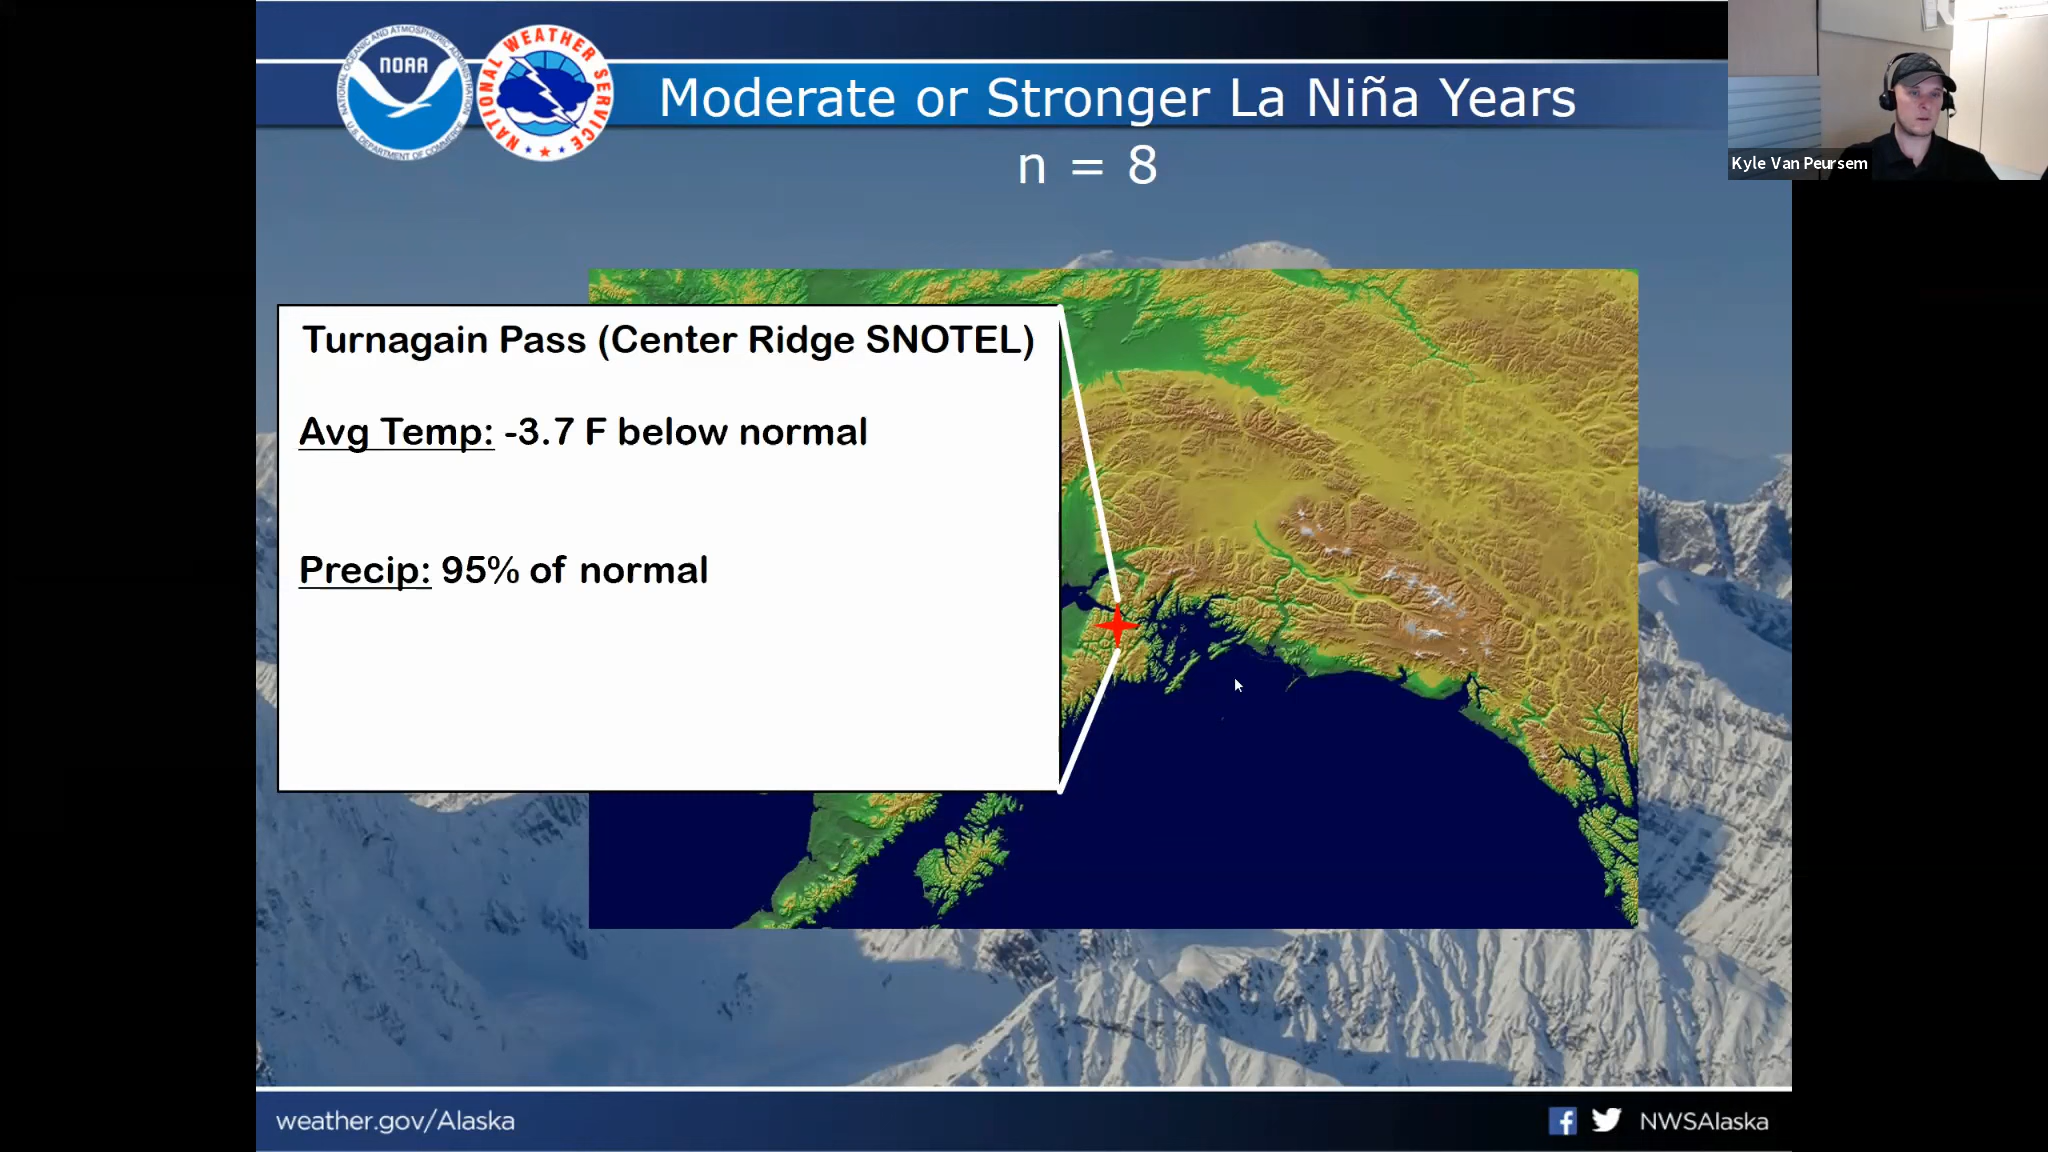 NATIONAL OCEANIC AND ATMOSPHERIC ADMINISTRATION
NOAA
U.S. DEPARTMENT OF COMMERCE
NATIONAL WEATHER SERVICE
Moderate or Stronger La Niña Years
n = 8
Kyle Van Peursem
Turnagain Pass (Center Ridge SNOTEL)
Avg Temp: -3.7 F below normal
Precip: 95% of normal
weather.gov/Alaska
NWSAlaska